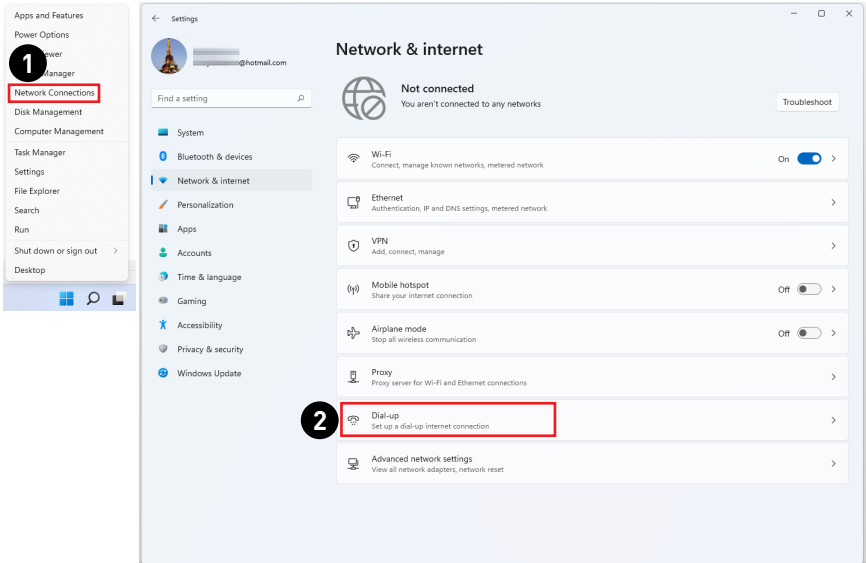 Apps and Features
Power Options
ewer
1
Manager
Network Connections
Disk Management
Computer Management
Task Manager
Settings
File Explorer
Search
Run
Shut down or sign out
Desktop
Settings
@hotmail.com
Find a setting
System
Bluetooth & devices
Network & internet
Personalization
Apps
Accounts
Time & language
Gaming
Accessibility
Privacy & security
Windows Update
Network & internet
Not connected
You aren't connected to any networks
Troubleshoot
Wi-Fi
Connect, manage known networks, metered network
On
Ethernet
Authentication, IP and DNS settings, metered network
VPN
Add, connect, manage
Mobile hotspot
Share your internet connection
Off
Airplane mode
Stop all wireless communication
Off
Proxy
Proxy server for Wi-Fi and Ethernet connections
2
Dial-up
Set up a dial-up internet connection
Advanced network settings
View all network adapters, network reset